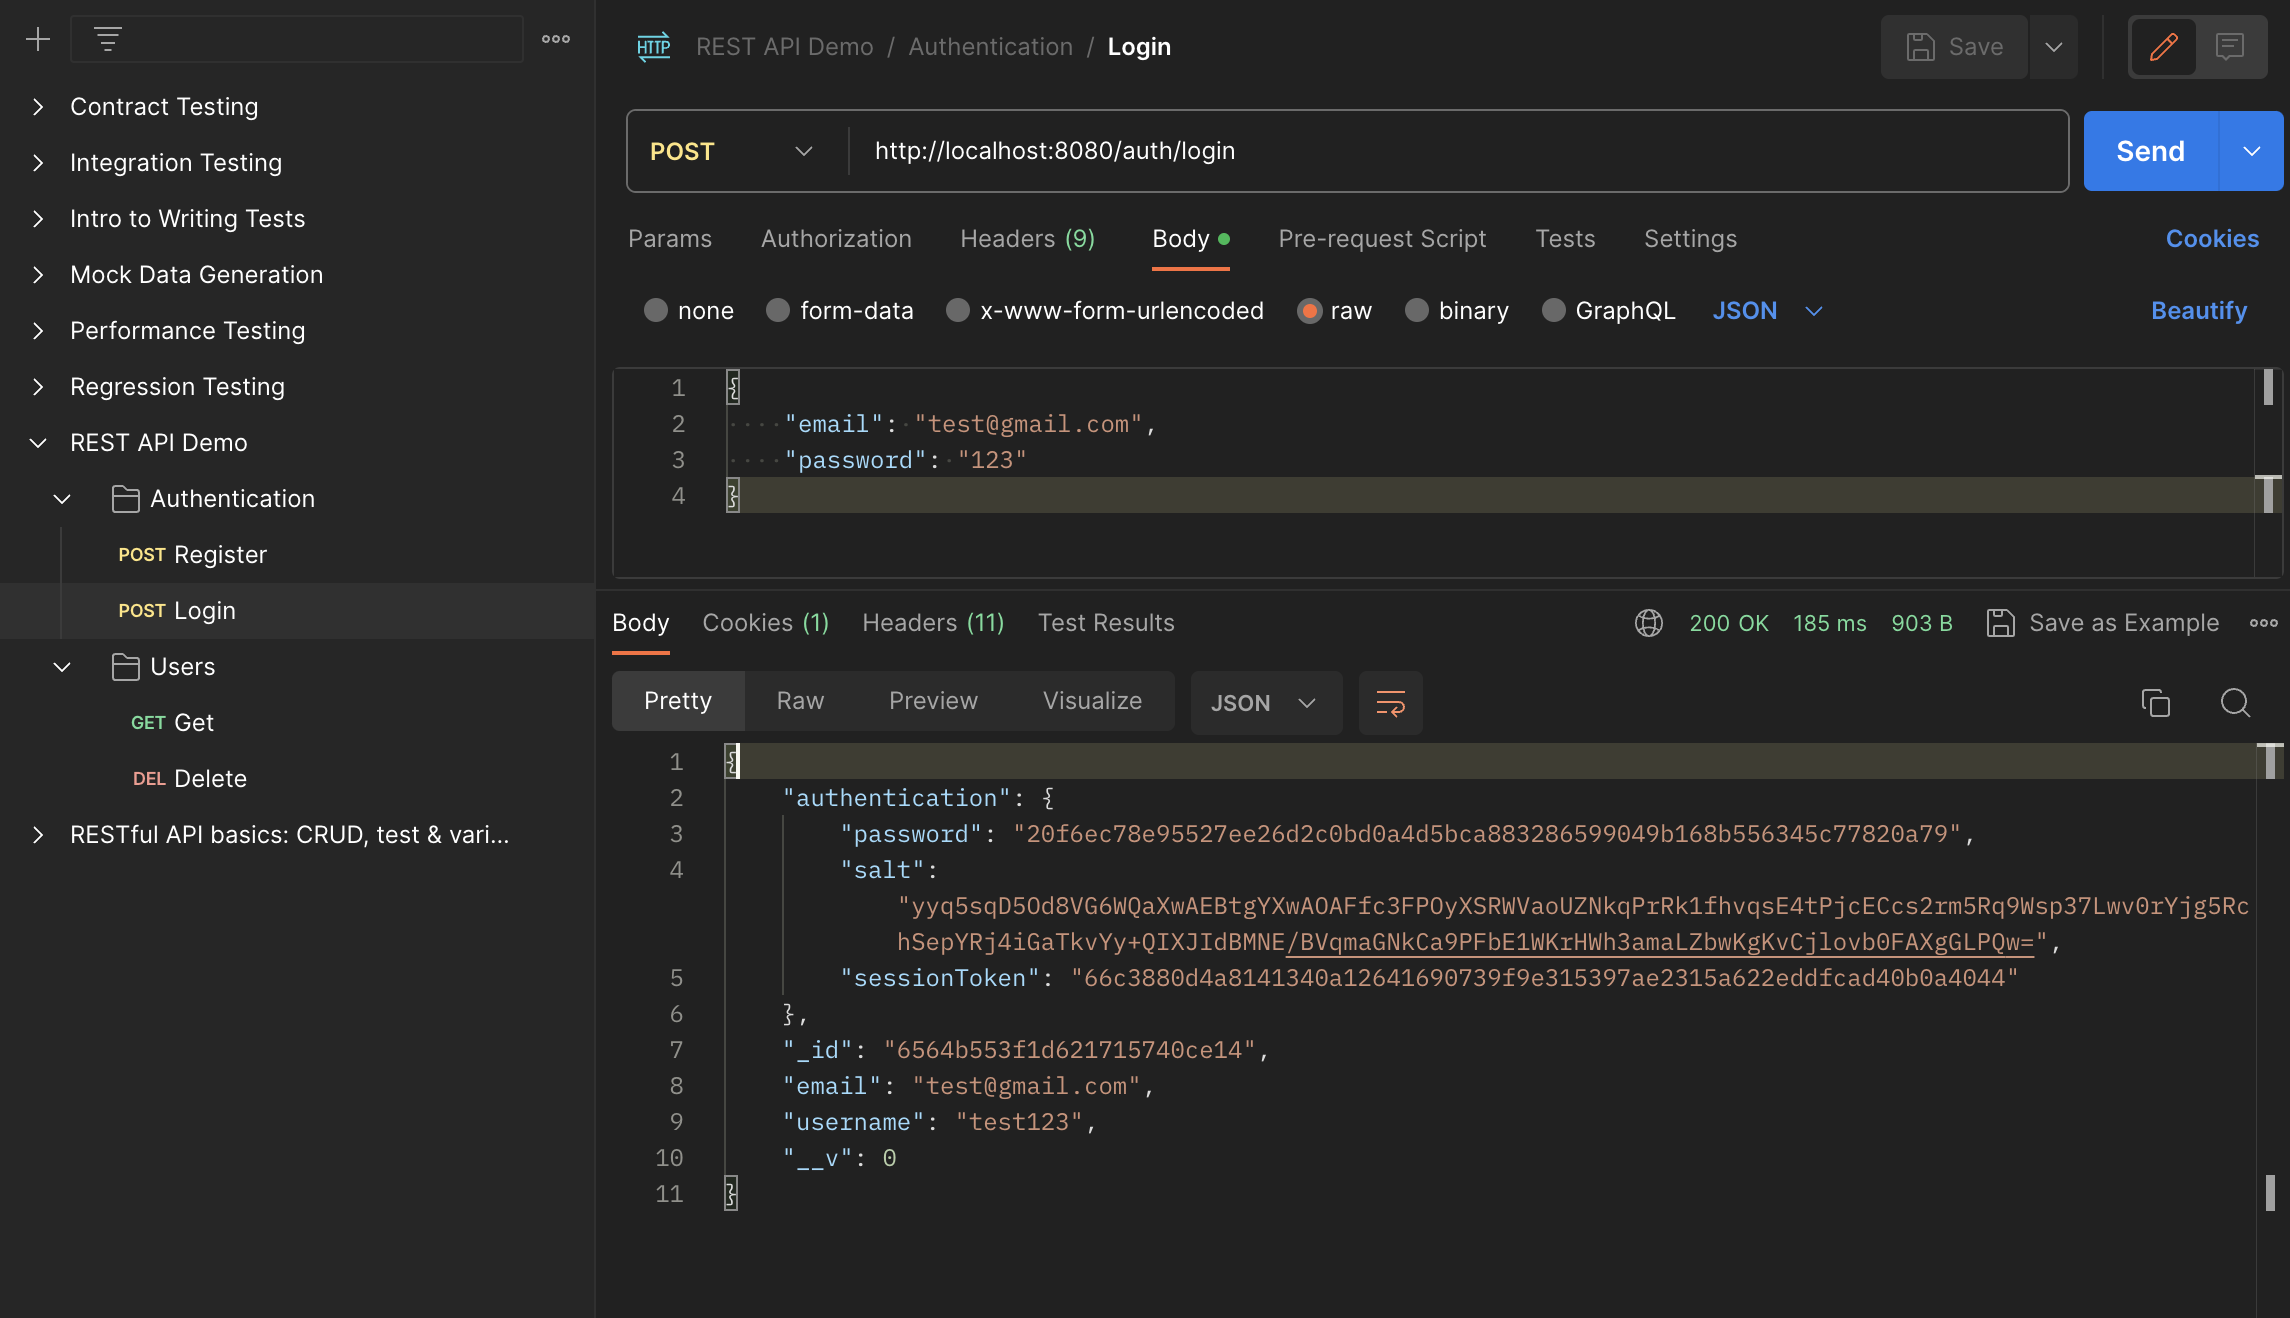 Contract Testing
Integration Testing
Intro to Writing Tests
Mock Data Generation
Performance Testing
Regression Testing
REST API Demo
Authentication
POST Register
POST Login
Users
GET Get
DEL Delete
RESTful API basics: CRUD, test & vari...
HTTP REST API Demo / Authentication / Login
Save
POST http://localhost:8080/auth/login
Send
Params Authorization Headers (9) Body Pre-request Script Tests Settings Cookies
none form-data x-www-form-urlencoded raw binary GraphQL JSON Beautify
1 {
2 "email": "test@gmail.com",
3 "password": "123"
4 }
Body Cookies (1) Headers (11) Test Results 200 OK 185 ms 903 B Save as Example
Pretty Raw Preview Visualize JSON
1 {
2 "authentication": {
3 "password": "20f6ec78e95527ee26d2c0bd0a4d5bca883286599049b168b556345c77820a79",
4 "salt":
"yyq5sqD5Od8VG6WQaXwAEBtgYXwAOAFfc3FPOyXSRWVaoUZNkqPrRk1fhvqsE4tPjcECcs2rm5Rq9Wsp37Lwv0rYjg5Rc
hSepYRj4iGaTkvYy+QIXJIdBMNE/BVqmaGNkCa9PFbE1WKrHWh3amaLZbwKgKvCjlovb0FAXgGLPQw=",
5 "sessionToken": "66c3880d4a8141340a12641690739f9e315397ae2315a622eddfcad40b0a4044"
6 },
7 "_id": "6564b553f1d621715740ce14",
8 "email": "test@gmail.com",
9 "username": "test123",
10 "__v": 0
11 }